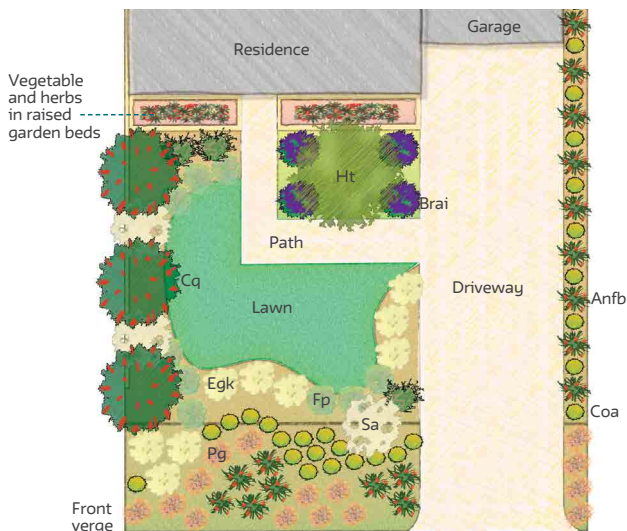 Residence
Garage
Vegetable
and herbs
in raised
garden beds
Ht
Brai
Path
Cq
Driveway
Anfb
Lawn
Egk
Fp
Sa
Coa
Pg
Front
verge